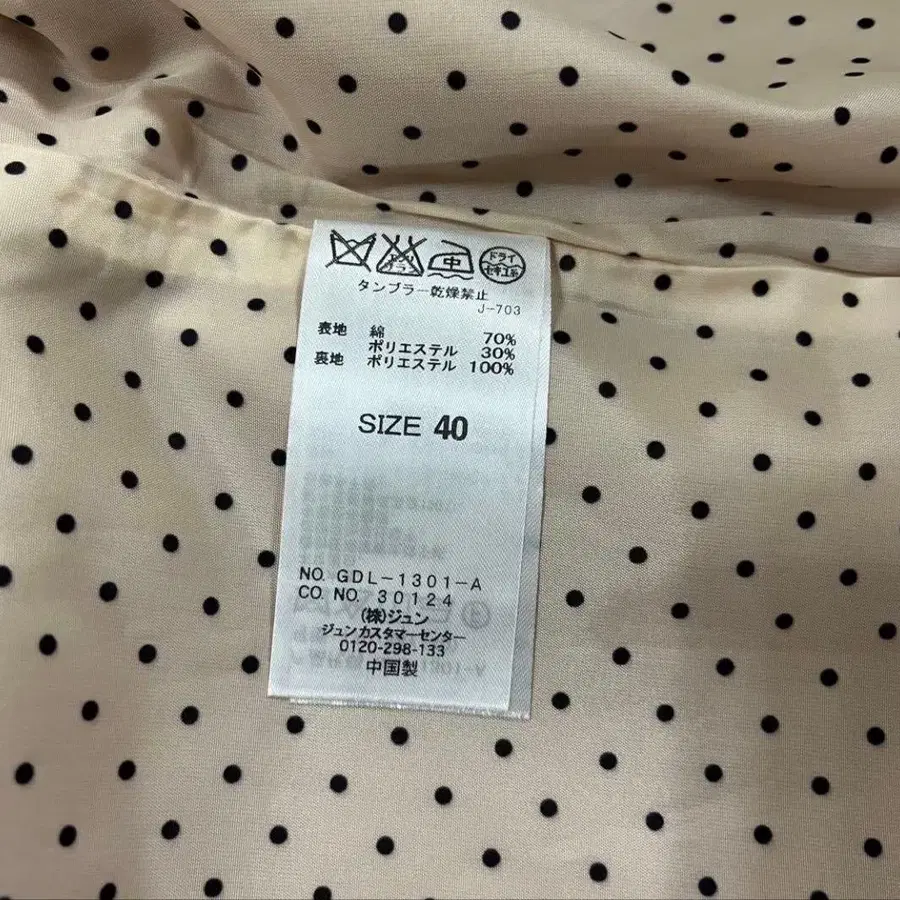 中
ドライ
セキユ系
タンブラー乾燥禁止
J-703
表地 綿 70%
ポリエステル 30%
裏地 ポリエステル 100%
SIZE 40
NO. GDL-1301-A
CO. NO. 30124
(株)ジュン
ジュンカスタマーセンター
0120-298-133
中国製